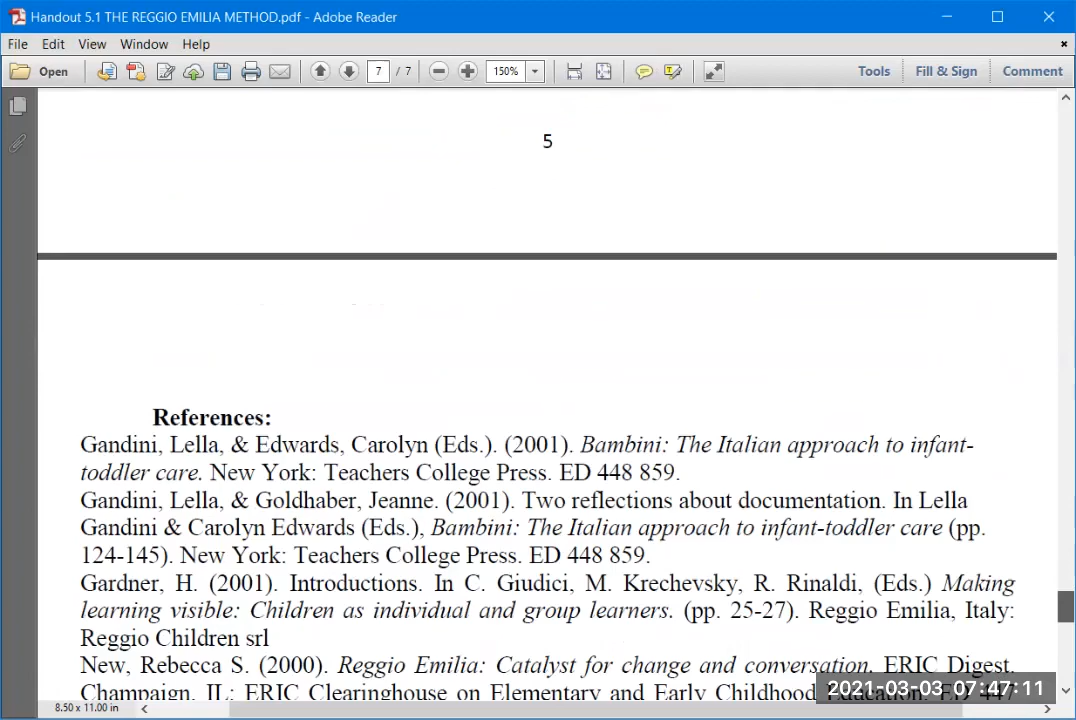 Handout 5.1 THE REGGIO EMILIA METHOD.pdf - Adobe Reader
File Edit View Window Help
Open 7 / 7 150% Tools Fill & Sign Comment
5
References:
Gandini, Lella, & Edwards, Carolyn (Eds.). (2001). Bambini: The Italian approach to infant-
toddler care. New York: Teachers College Press. ED 448 859.
Gandini, Lella, & Goldhaber, Jeanne. (2001). Two reflections about documentation. In Lella
Gandini & Carolyn Edwards (Eds.), Bambini: The Italian approach to infant-toddler care (pp.
124-145). New York: Teachers College Press. ED 448 859.
Gardner, H. (2001). Introductions. In C. Giudici, M. Krechevsky, R. Rinaldi, (Eds.) Making
learning visible: Children as individual and group learners. (pp. 25-27). Reggio Emilia, Italy:
Reggio Children srl
New, Rebecca S. (2000). Reggio Emilia: Catalyst for change and conversation. ERIC Digest.
Champaign, IL: ERIC Clearinghouse on Elementary and Early Childhood Education. ED 447
2021-03-03 07:47:11
8.50 x 11.00 in